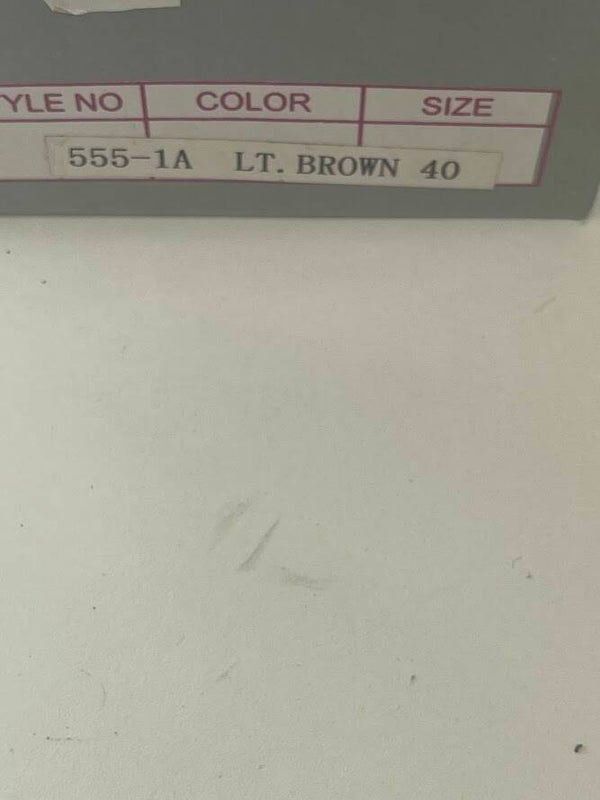 YLE NO COLOR SIZE
555-1A LT. BROWN 40